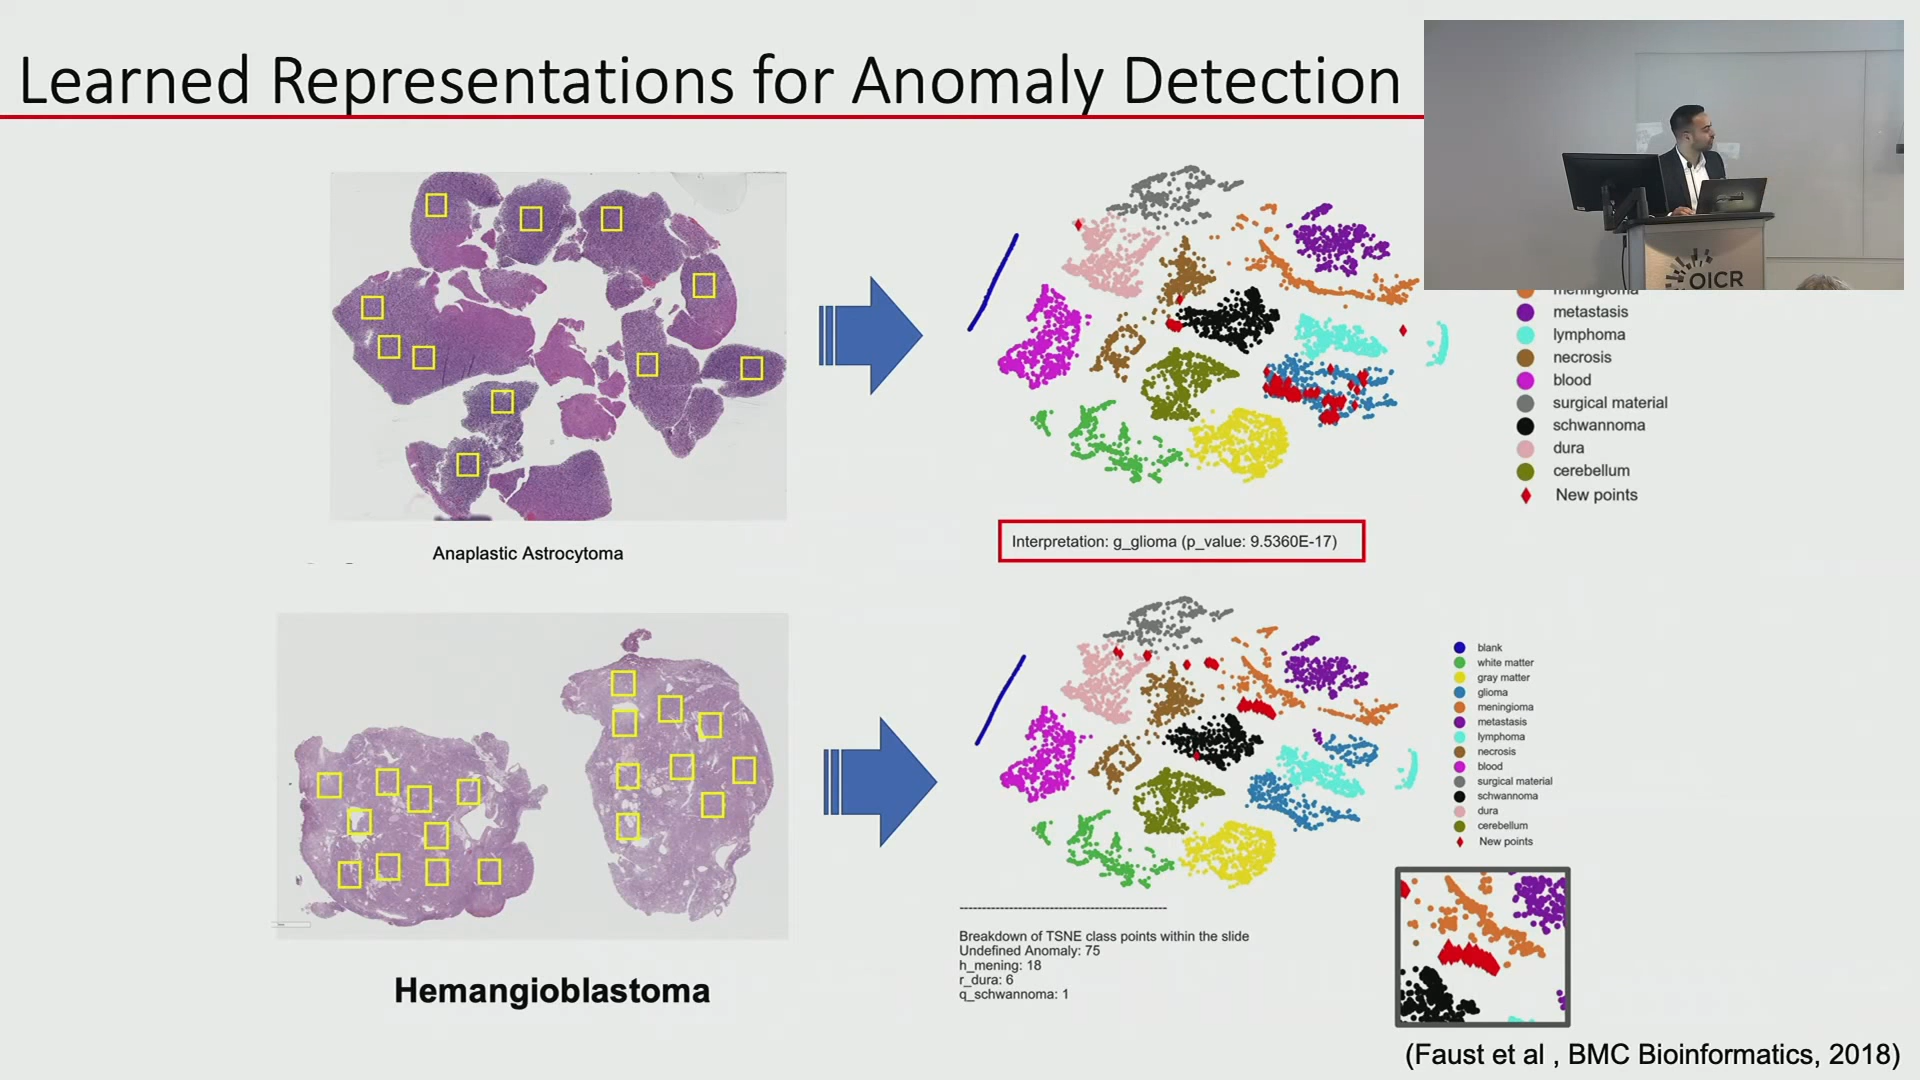 Learned Representations for Anomaly Detection
OICR
meningioma
metastasis
lymphoma
necrosis
blood
surgical material
schwannoma
dura
cerebellum
New points
Anaplastic Astrocytoma
Interpretation: g_glioma (p_value: 9.5360E-17)
blank
white matter
gray matter
glioma
meningioma
metastasis
lymphoma
necrosis
blood
surgical material
schwannoma
dura
cerebellum
New points
Breakdown of TSNE class points within the slide
Undefined Anomaly: 75
h_mening: 18
r_dura: 6
q_schwannoma: 1
Hemangioblastoma
(Faust et al , BMC Bioinformatics, 2018)